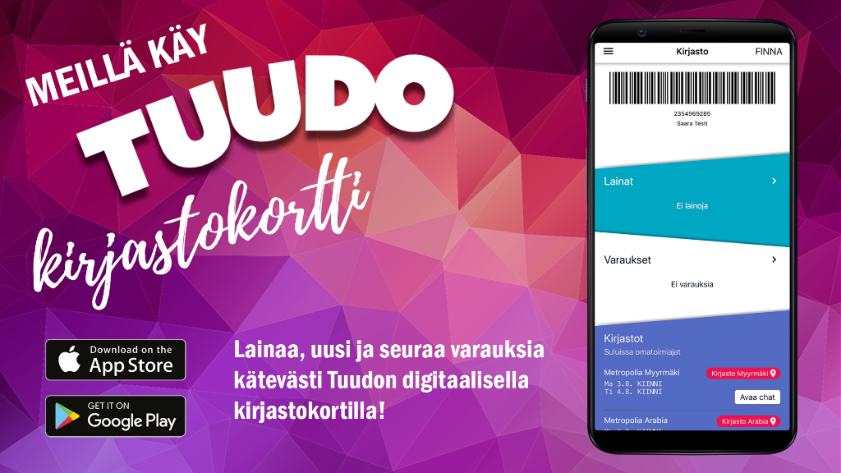 MEILLÄ KÄY
TUUDO
kirjastokortti
Download on the
App Store
GET IT ON
Google Play
Lainaa, uusi ja seuraa varauksia
kätevästi Tuudon digitaalisella
kirjastokortilla!
Kirjasto FINNA
2354969285
Saara Testi
Lainat
Ei lainoja
Varaukset
Ei varauksia
Kirjastot
Suluissa omatoimiajat
Metropolia Myyrmäki Kirjasto Myyrmäki
Ma 3.8. KIINNI
Ti 4.8. KIINNI
Avaa chat
Metropolia Arabia Kirjasto Arabia